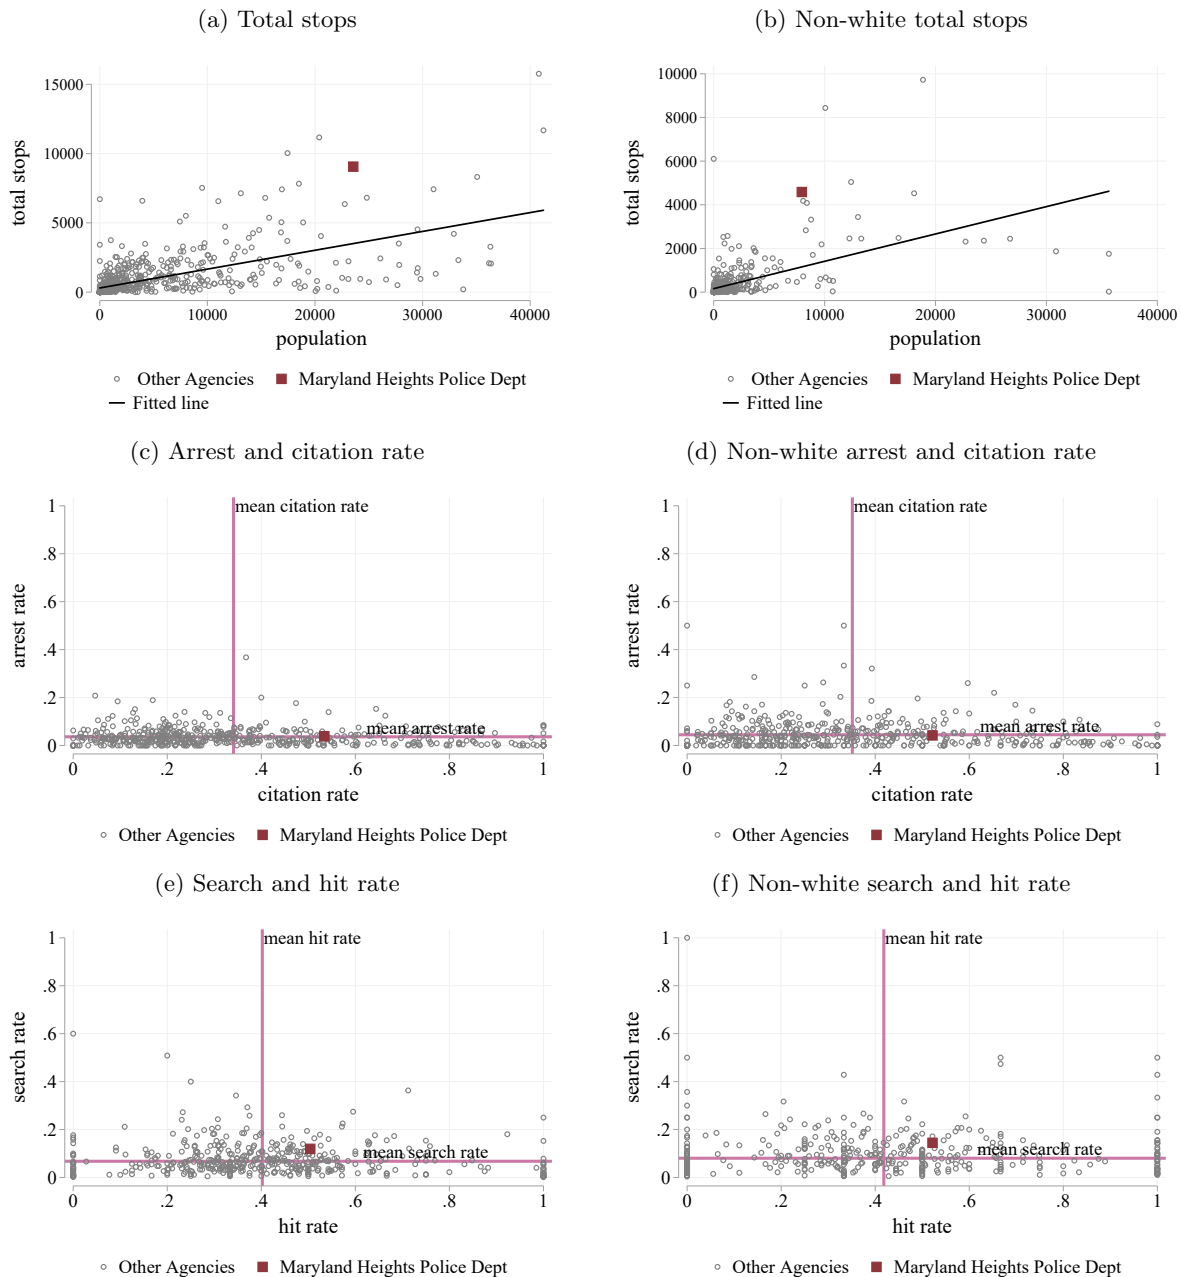 (a) Total stops
(b) Non-white total stops
15000
10000
5000
0
total stops
0
10000
20000
30000
40000
population
Other Agencies
Maryland Heights Police Dept
Fitted line
10000
8000
6000
4000
2000
0
total stops
0
10000
20000
30000
40000
population
Other Agencies
Maryland Heights Police Dept
Fitted line
(c) Arrest and citation rate
(d) Non-white arrest and citation rate
1
.8
.6
.4
.2
0
arrest rate
mean citation rate
mean arrest rate
0
.2
.4
.6
.8
1
citation rate
Other Agencies
Maryland Heights Police Dept
1
.8
.6
.4
.2
0
arrest rate
mean citation rate
mean arrest rate
0
.2
.4
.6
.8
1
citation rate
Other Agencies
Maryland Heights Police Dept
(e) Search and hit rate
(f) Non-white search and hit rate
1
.8
.6
.4
.2
0
search rate
mean hit rate
mean search rate
0
.2
.4
.6
.8
1
hit rate
Other Agencies
Maryland Heights Police Dept
1
.8
.6
.4
.2
0
search rate
mean hit rate
mean search rate
0
.2
.4
.6
.8
1
hit rate
Other Agencies
Maryland Heights Police Dept